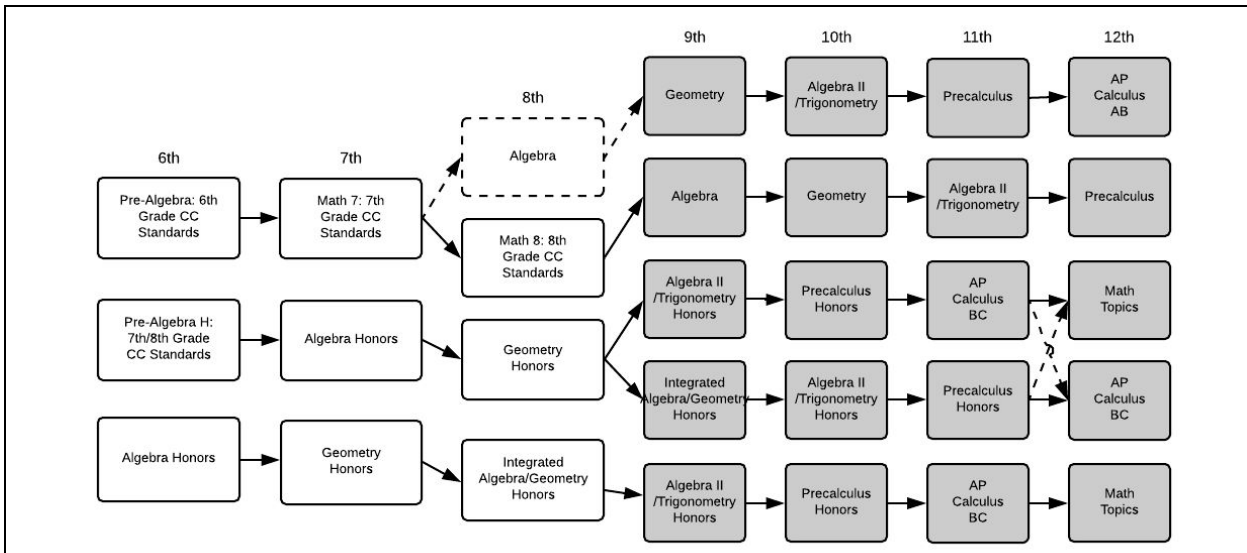 9th
10th
11th
12th
8th
6th
7th
Geometry
Algebra II
/Trigonometry
Precalculus
AP
Calculus
AB
Algebra
Pre-Algebra: 6th
Grade CC
Standards
Math 7: 7th
Grade CC
Standards
Math 8: 8th
Grade CC
Standards
Algebra
Geometry
Algebra II
/Trigonometry
Precalculus
Pre-Algebra H:
7th/8th Grade
CC Standards
Algebra Honors
Geometry
Honors
Algebra II
/Trigonometry
Honors
Precalculus
Honors
AP
Calculus
BC
Math
Topics
Integrated
Algebra/Geometry
Honors
Algebra II
/Trigonometry
Honors
Precalculus
Honors
AP
Calculus
BC
Algebra Honors
Geometry
Honors
Integrated
Algebra/Geometry
Honors
Algebra II
/Trigonometry
Honors
Precalculus
Honors
AP
Calculus
BC
Math
Topics